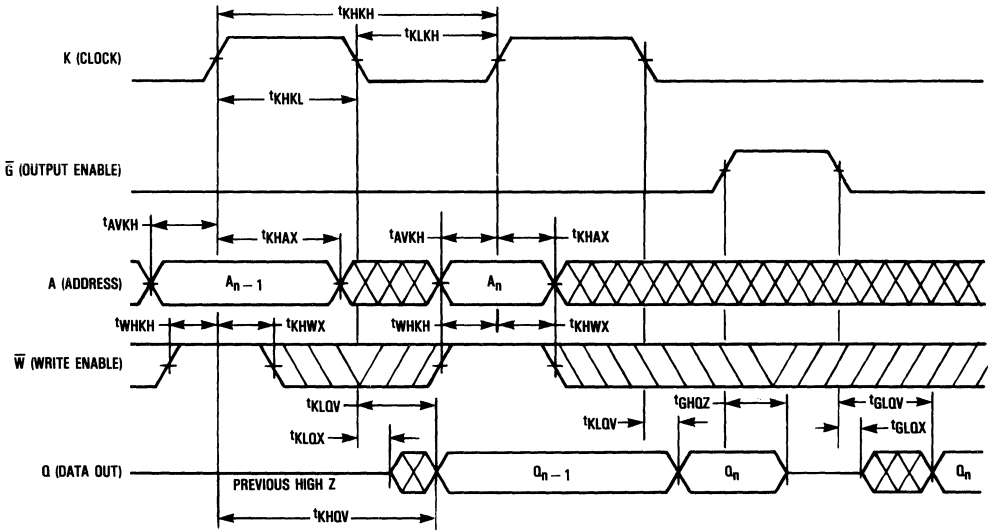 tKHKH
tKLKH
K (CLOCK)
tKHKL
G̅ (OUTPUT ENABLE)
tAVKH
tKHAX
tAVKH
tKHAX
A (ADDRESS)
An – 1
An
tWHKH
tKHWX
tWHKH
tKHWX
W̅ (WRITE ENABLE)
tKLQV
tKLQX
tKLQV
tGHQZ
tGLQV
tGLQX
Q (DATA OUT)
PREVIOUS HIGH Z
Qn – 1
Qn
Qn
tKHQV